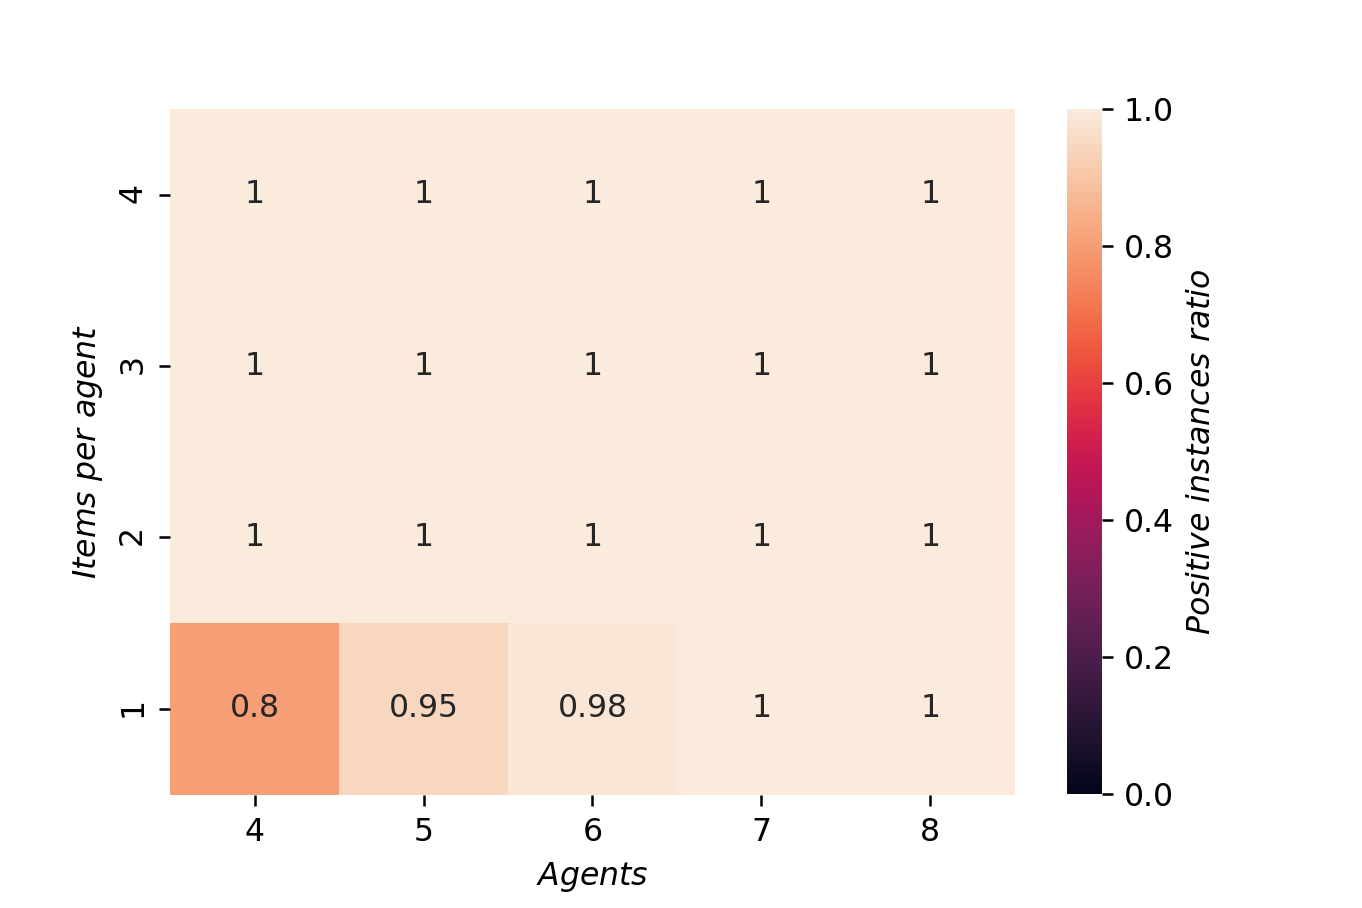 4 1 1 1 1 1
3 1 1 1 1 1
2 1 1 1 1 1
1 0.8 0.95 0.98 1 1
4 5 6 7 8
Agents
Items per agent
1.0
0.8
0.6
0.4
0.2
0.0
Positive instances ratio